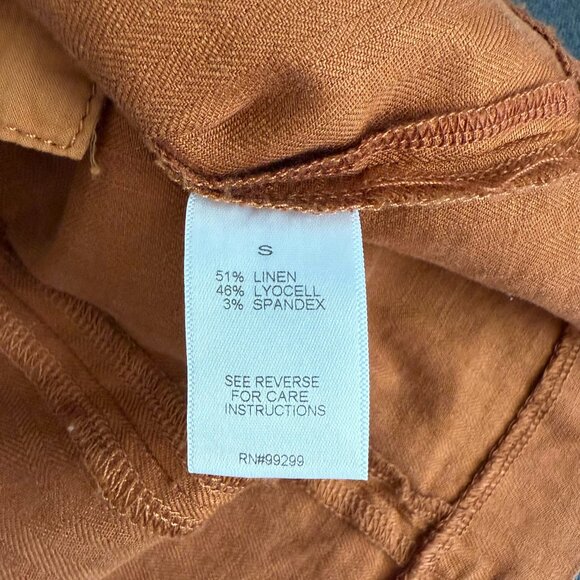 S
51% LINEN
46% LYOCELL
3% SPANDEX
SEE REVERSE
FOR CARE
INSTRUCTIONS
RN#99299